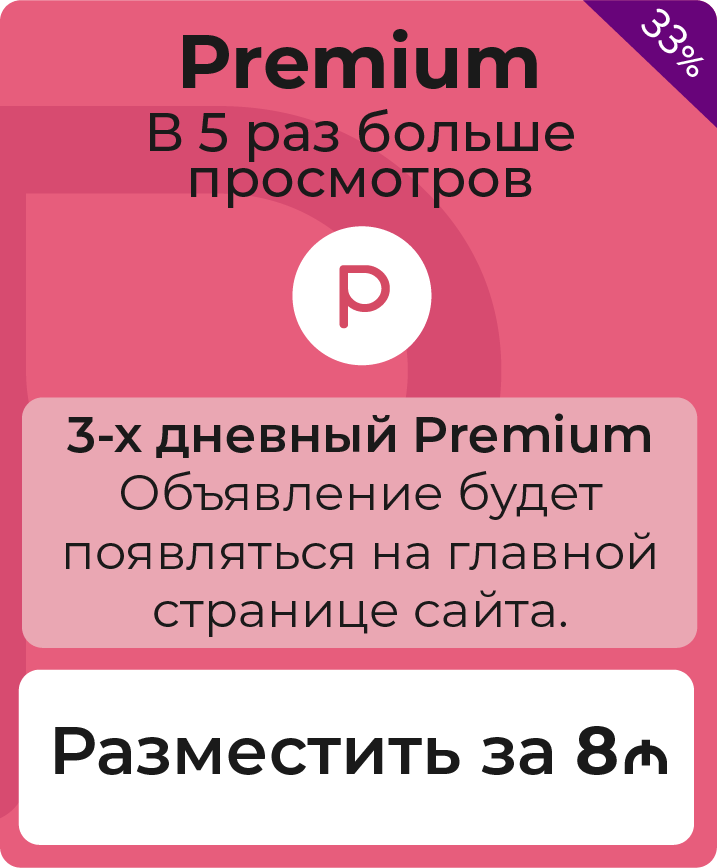 33%
Premium
В 5 раз больше
просмотров
P
3-х дневный Premium
Объявление будет
появляться на главной
странице сайта.
Разместить за 8₼